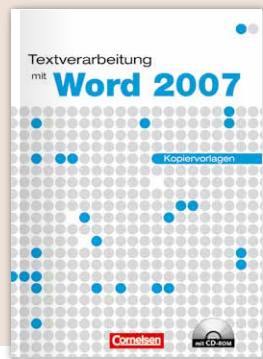 Textverarbeitung
mit Word 2007
Kopiervorlagen
Cornelsen
mit CD-ROM